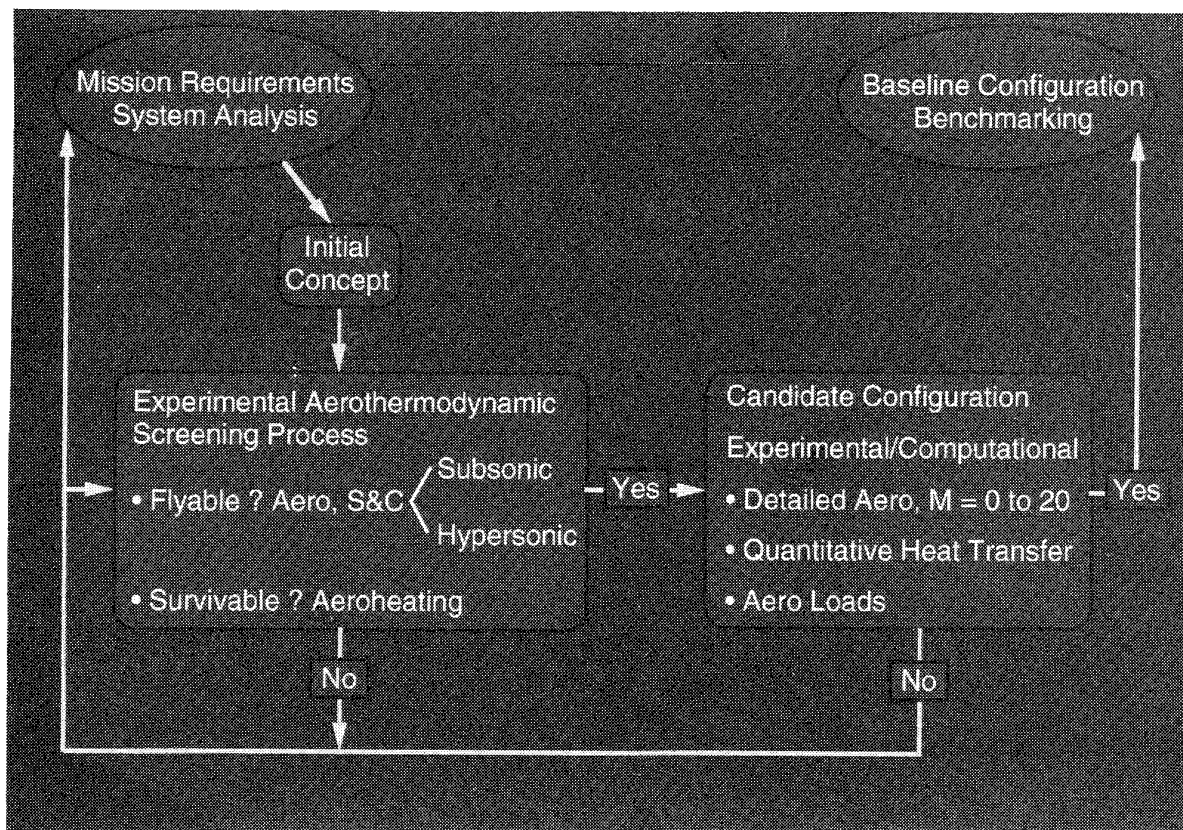 Mission Requirements
System Analysis
Baseline Configuration
Benchmarking
Initial
Concept
Experimental Aerothermodynamic
Screening Process
• Flyable ? Aero, S&C
Subsonic
Hypersonic
• Survivable ? Aeroheating
Yes
Candidate Configuration
Experimental/Computational
• Detailed Aero, M = 0 to 20
• Quantitative Heat Transfer
• Aero Loads
Yes
No
No